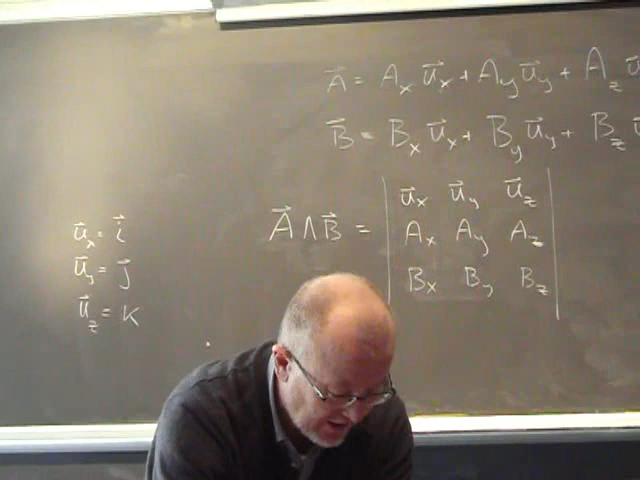 A⃗ = Aₓ u⃗ₓ + A_y u⃗_y + A_z u⃗
B⃗ = Bₓ u⃗ₓ + B_y u⃗_y + B_z u⃗
u⃗ₓ u⃗_y u⃗_z
A⃗ ∧ B⃗ = | Aₓ A_y A_z |
Bₓ B_y B_z
u⃗ₓ = i⃗
u⃗_y = j⃗
u⃗_z = K